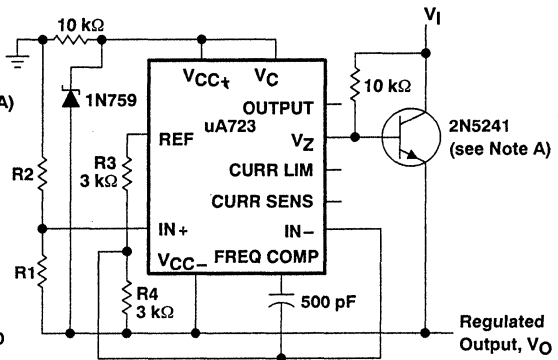 10 kΩ
VI
VCC+
VC
A)
1N759
OUTPUT
10 kΩ
uA723
REF
VZ
2N5241
(see Note A)
R3
3 kΩ
R2
CURR LIM
CURR SENS
IN+
IN−
VCC−
FREQ COMP
R1
R4
3 kΩ
500 pF
Regulated
Output, VO